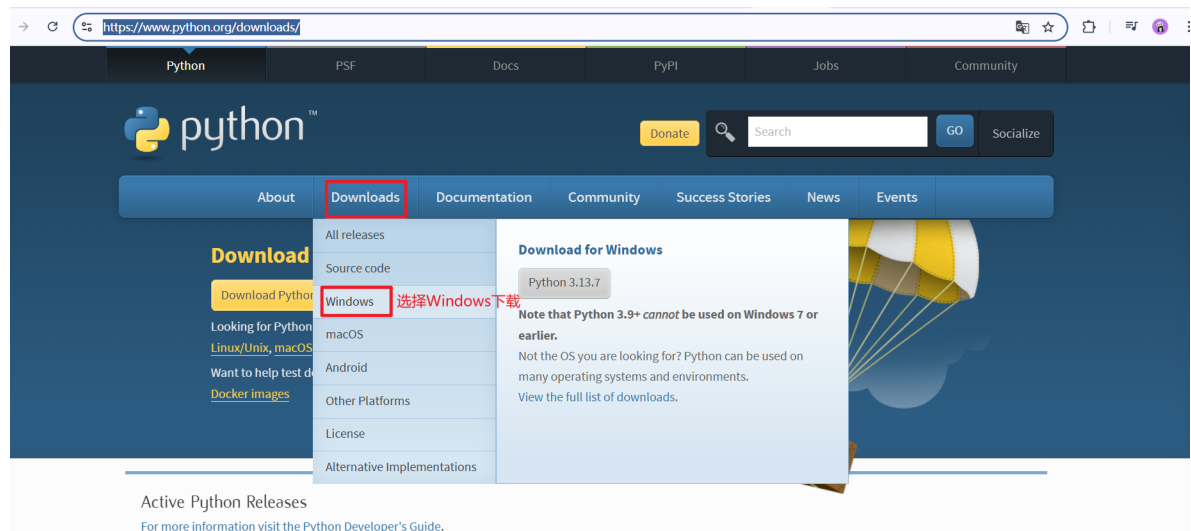 https://www.python.org/downloads/
Python PSF Docs PyPI Jobs Community
python™
Donate Search GO Socialize
About Downloads Documentation Community Success Stories News Events
Download
Download Python
Looking for Python
Linux/Unix, macOS
Want to help test d
Docker images
All releases
Source code
Windows 选择Windows下载
macOS
Android
Other Platforms
License
Alternative Implementations
Download for Windows
Python 3.13.7
Note that Python 3.9+ cannot be used on Windows 7 or
earlier.
Not the OS you are looking for? Python can be used on
many operating systems and environments.
View the full list of downloads.
Active Python Releases
For more information visit the Python Developer's Guide.